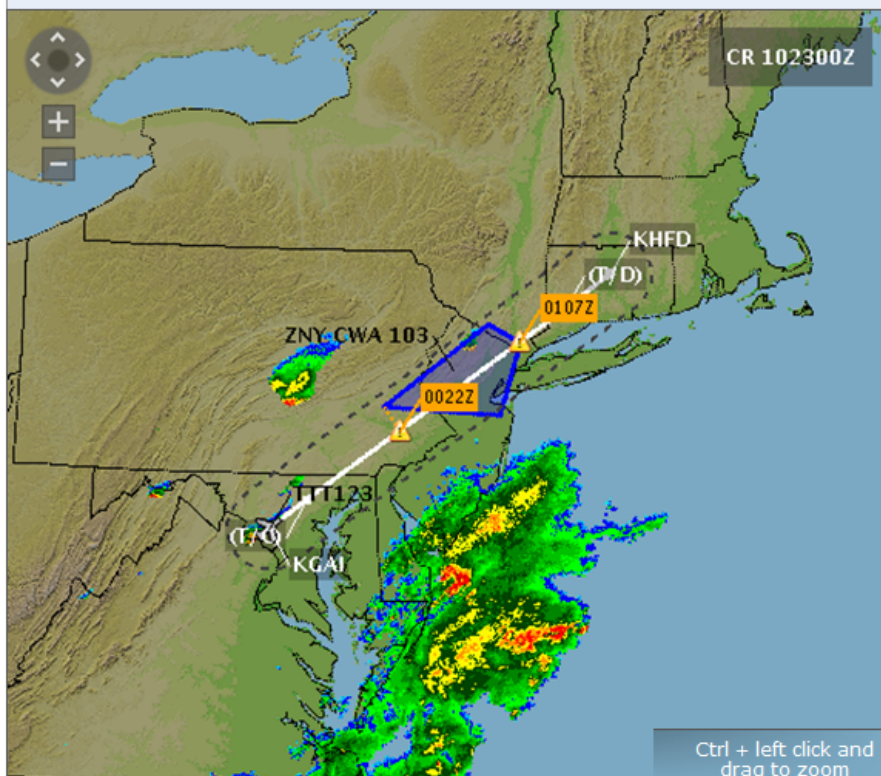 CR 102300Z
KHFD
(T/D)
0107Z
ZNY CWA 103
0022Z
TTT123
(T/C)
KGAI
Ctrl + left click and
drag to zoom